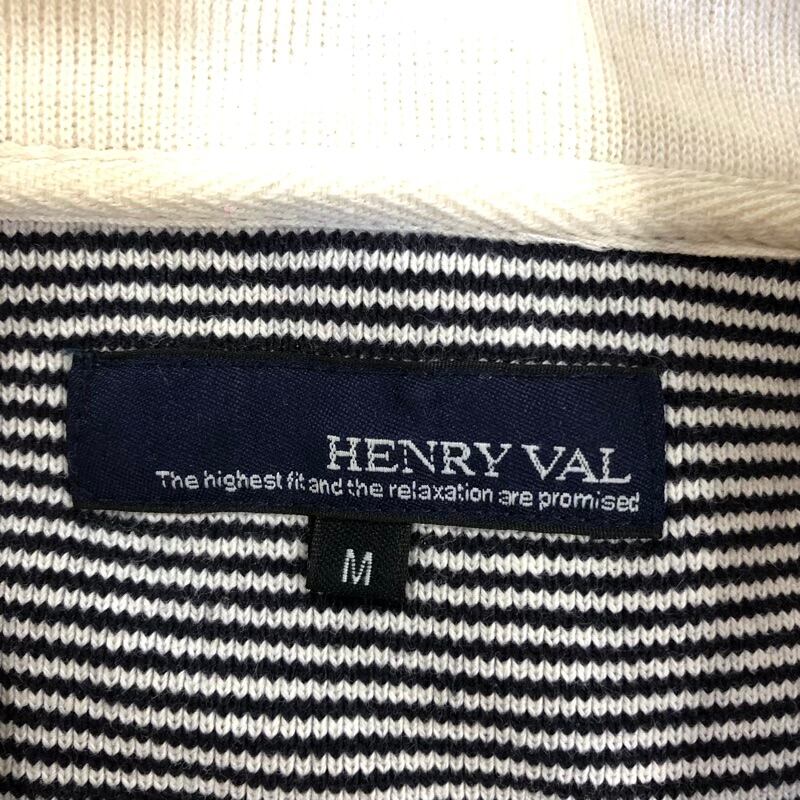 HENRY VAL
The highest fit and the relaxation are promised
M